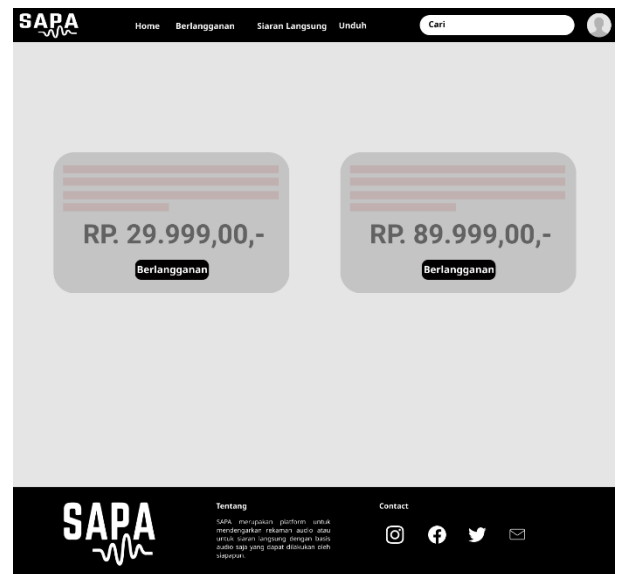 SAPA
Home Berlangganan Siaran Langsung Unduh Cari
RP. 29.999,00,- RP. 89.999,00,-
Berlangganan Berlangganan
SAPA
Tentang
SAPA merupakan platform untuk
mendengarkan rekaman audio atau
untuk siaran langsung dengan basis
audio saja yang dapat dilakukan oleh
siapapun.
Contact